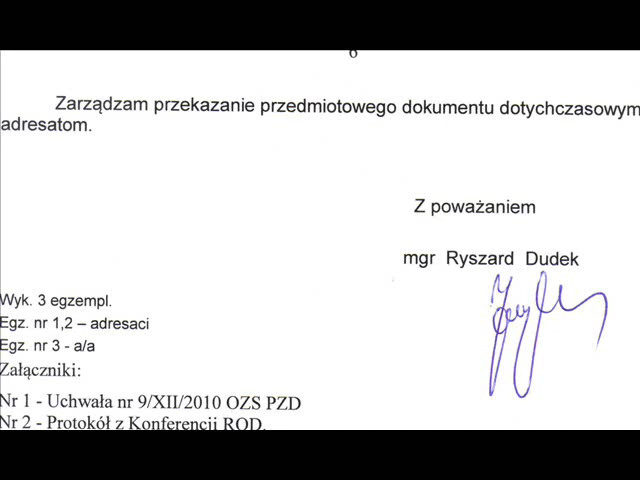 6
Zarządzam przekazanie przedmiotowego dokumentu dotychczasowym
adresatom.
Z poważaniem
mgr Ryszard Dudek
Wyk. 3 egzempl.
Egz. nr 1,2 – adresaci
Egz. nr 3 - a/a
Załączniki:
Nr 1 - Uchwała nr 9/XII/2010 OZS PZD
Nr 2 - Protokół z Konferencji ROD.